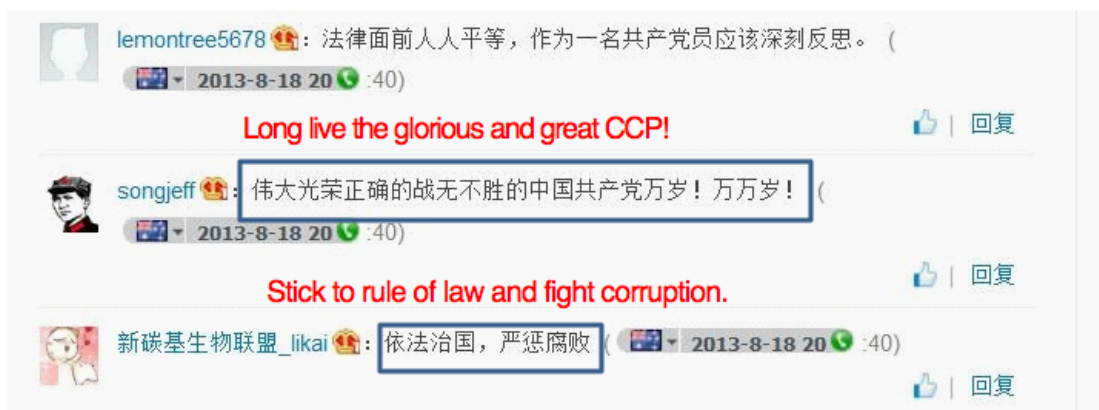 lemontree5678：法律面前人人平等，作为一名共产党员应该深刻反思。 (
2013-8-18 20 :40)
Long live the glorious and great CCP!
回复
songjeff：伟大光荣正确的战无不胜的中国共产党万岁！万万岁！ (
2013-8-18 20 :40)
回复
Stick to rule of law and fight corruption.
新碳基生物联盟_likai：依法治国，严惩腐败 ( 2013-8-18 20 :40)
回复